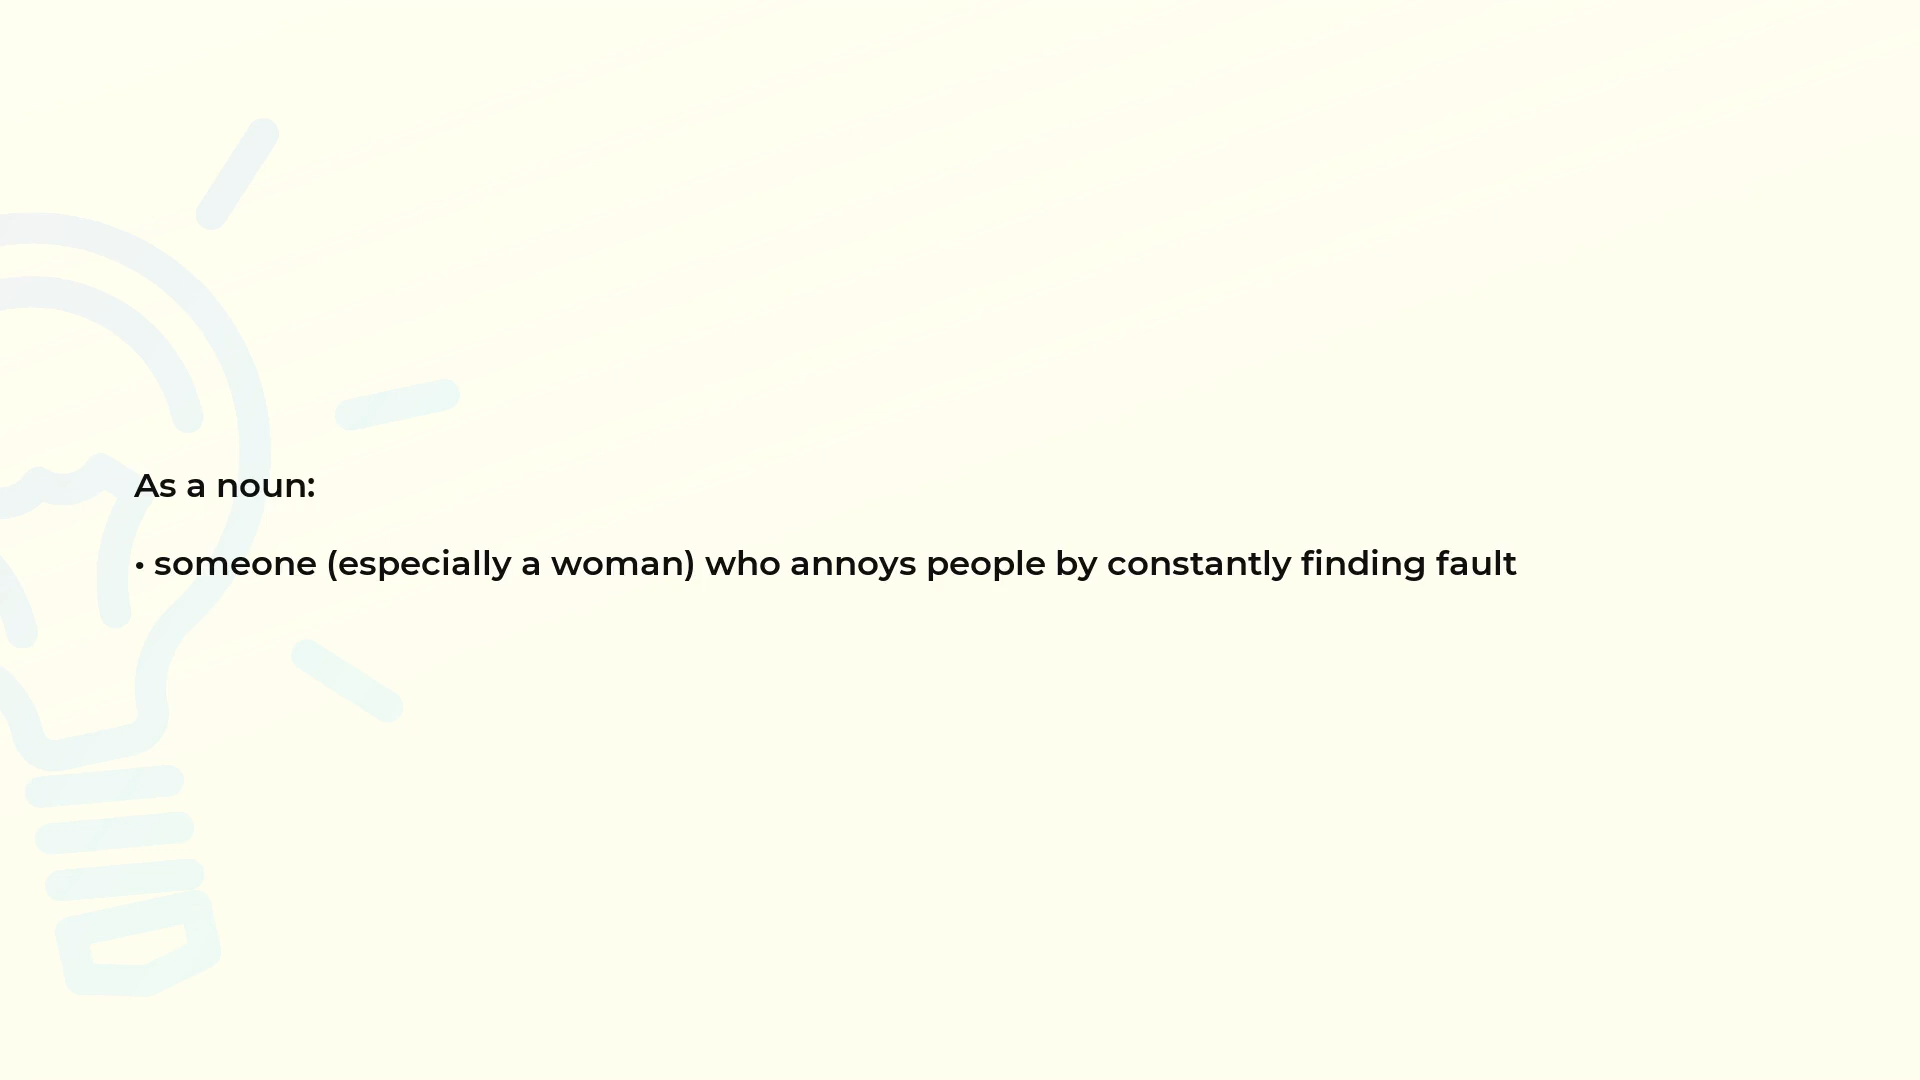 As a noun:
• someone (especially a woman) who annoys people by constantly finding fault